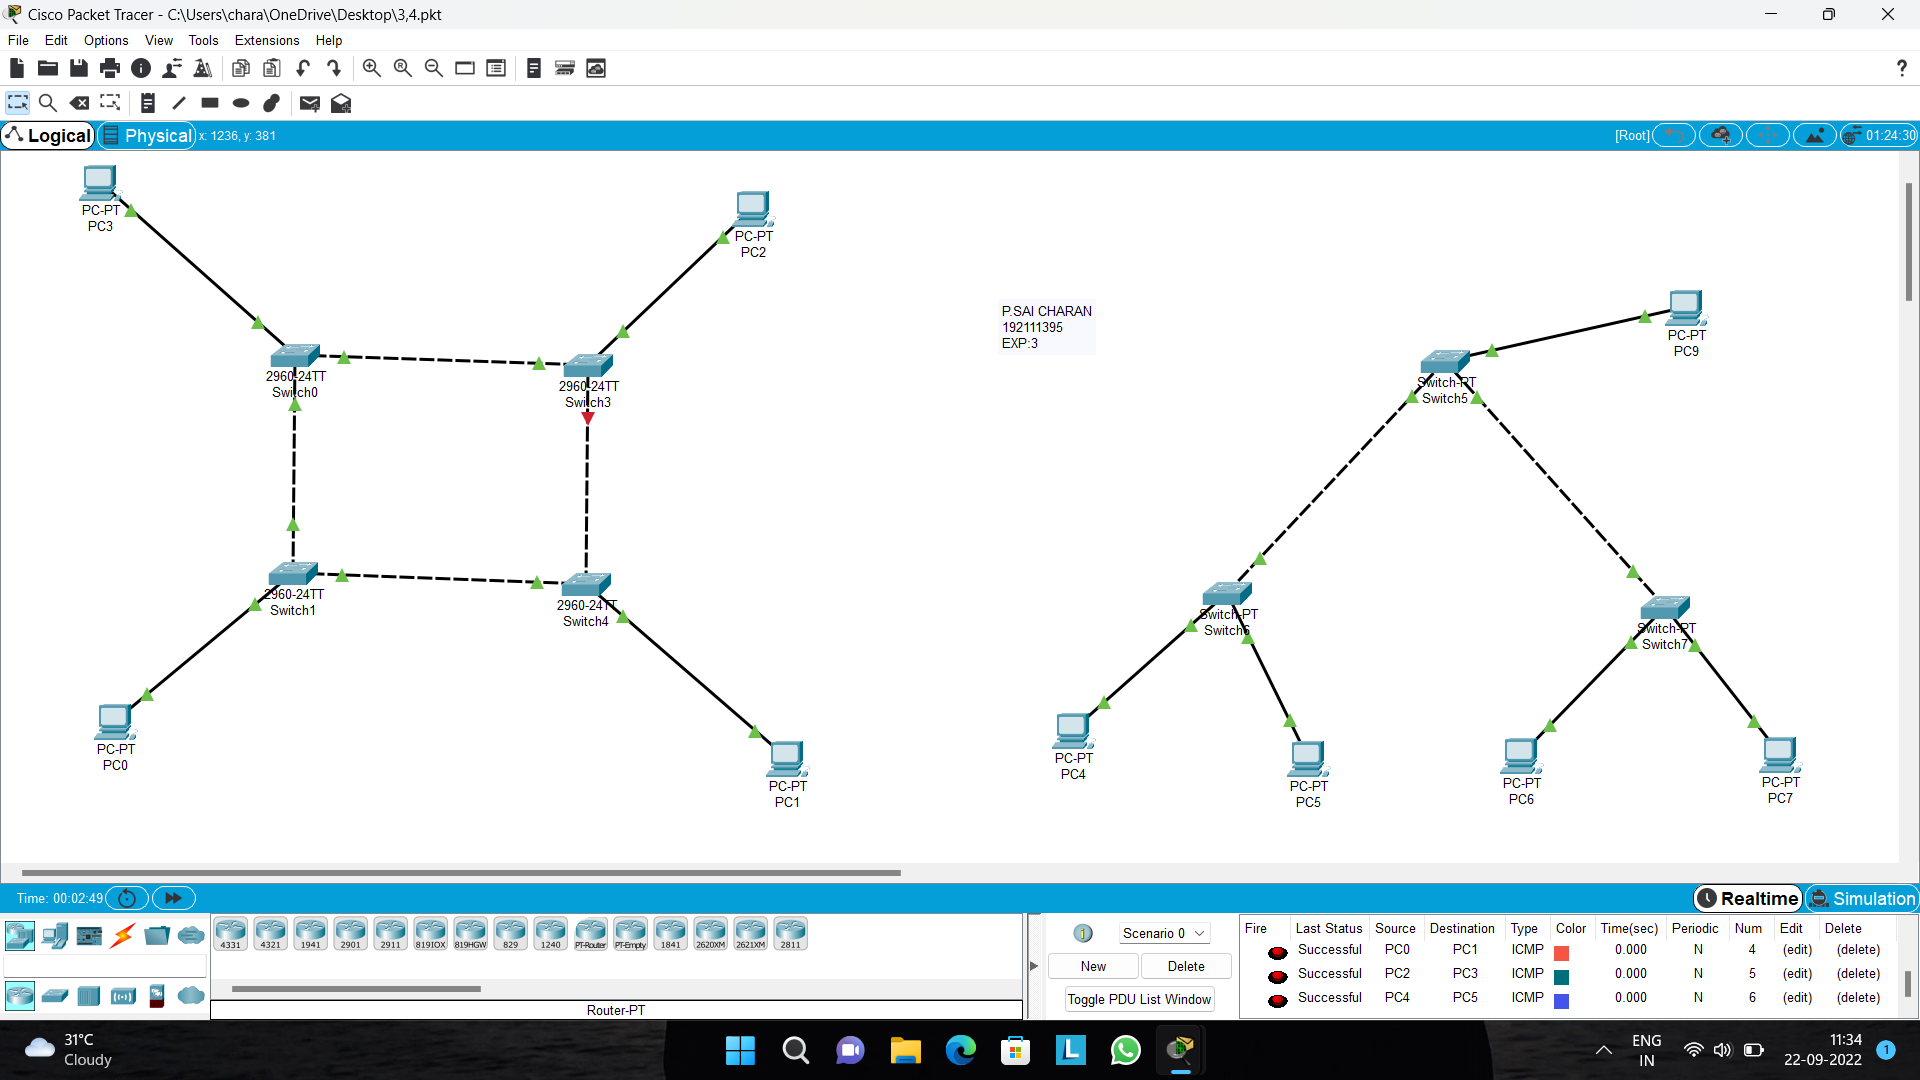 Cisco Packet Tracer - C:\Users\chara\OneDrive\Desktop\3,4.pkt
File Edit Options View Tools Extensions Help
Logical Physical x: 1236, y: 381 [Root] 01:24:30
PC-PT
PC3
PC-PT
PC2
P.SAI CHARAN
192111395
EXP:3
PC-PT
PC9
2960-24TT
Switch0
2960-24TT
Switch3
Switch-PT
Switch5
2960-24TT
Switch1
2960-24TT
Switch4
Switch-PT
Switch6
Switch-PT
Switch7
PC-PT
PC0
PC-PT
PC1
PC-PT
PC4
PC-PT
PC5
PC-PT
PC6
PC-PT
PC7
Time: 00:02:49 Realtime Simulation
4331 4321 1941 2901 2911 819IOX 819HGW 829 1240 PT-Router PT-Empty 1841 2620XM 2621XM 2811
Router-PT
Scenario 0
New Delete
Toggle PDU List Window
Fire Last Status Source Destination Type Color Time(sec) Periodic Num Edit Delete
Successful PC0 PC1 ICMP 0.000 N 4 (edit) (delete)
Successful PC2 PC3 ICMP 0.000 N 5 (edit) (delete)
Successful PC4 PC5 ICMP 0.000 N 6 (edit) (delete)
31°C
Cloudy
ENG
IN
11:34
22-09-2022
1